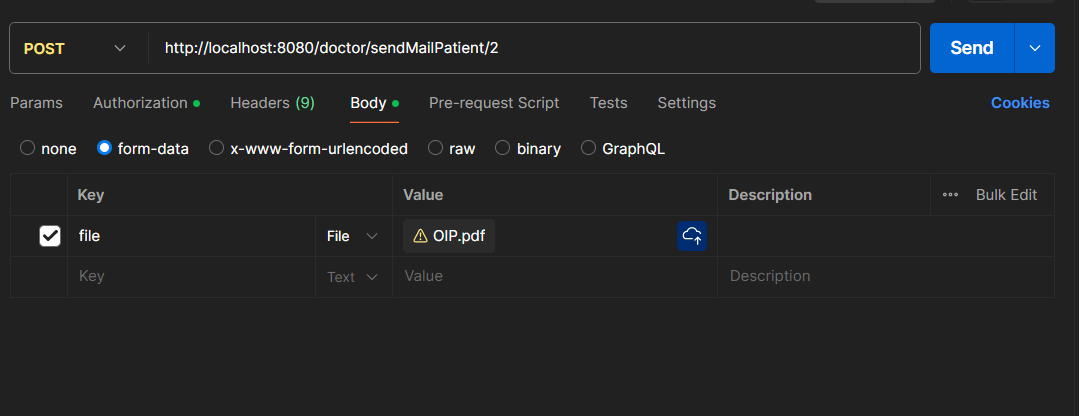 POST http://localhost:8080/doctor/sendMailPatient/2 Send
Params Authorization Headers (9) Body Pre-request Script Tests Settings Cookies
none form-data x-www-form-urlencoded raw binary GraphQL
Key Value Description Bulk Edit
file File OIP.pdf
Key Text Value Description